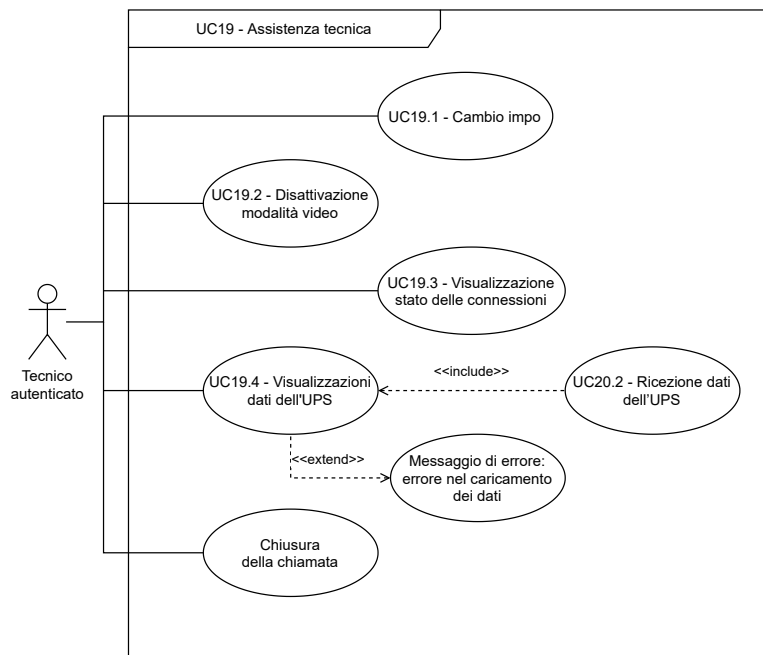 UC19 - Assistenza tecnica
UC19.1 - Cambio impo
UC19.2 - Disattivazione
modalità video
UC19.3 - Visualizzazione
stato delle connessioni
Tecnico
autenticato
UC19.4 - Visualizzazioni
dati dell'UPS
<<include>>
UC20.2 - Ricezione dati
dell'UPS
<<extend>>
Messaggio di errore:
errore nel caricamento
dei dati
Chiusura
della chiamata